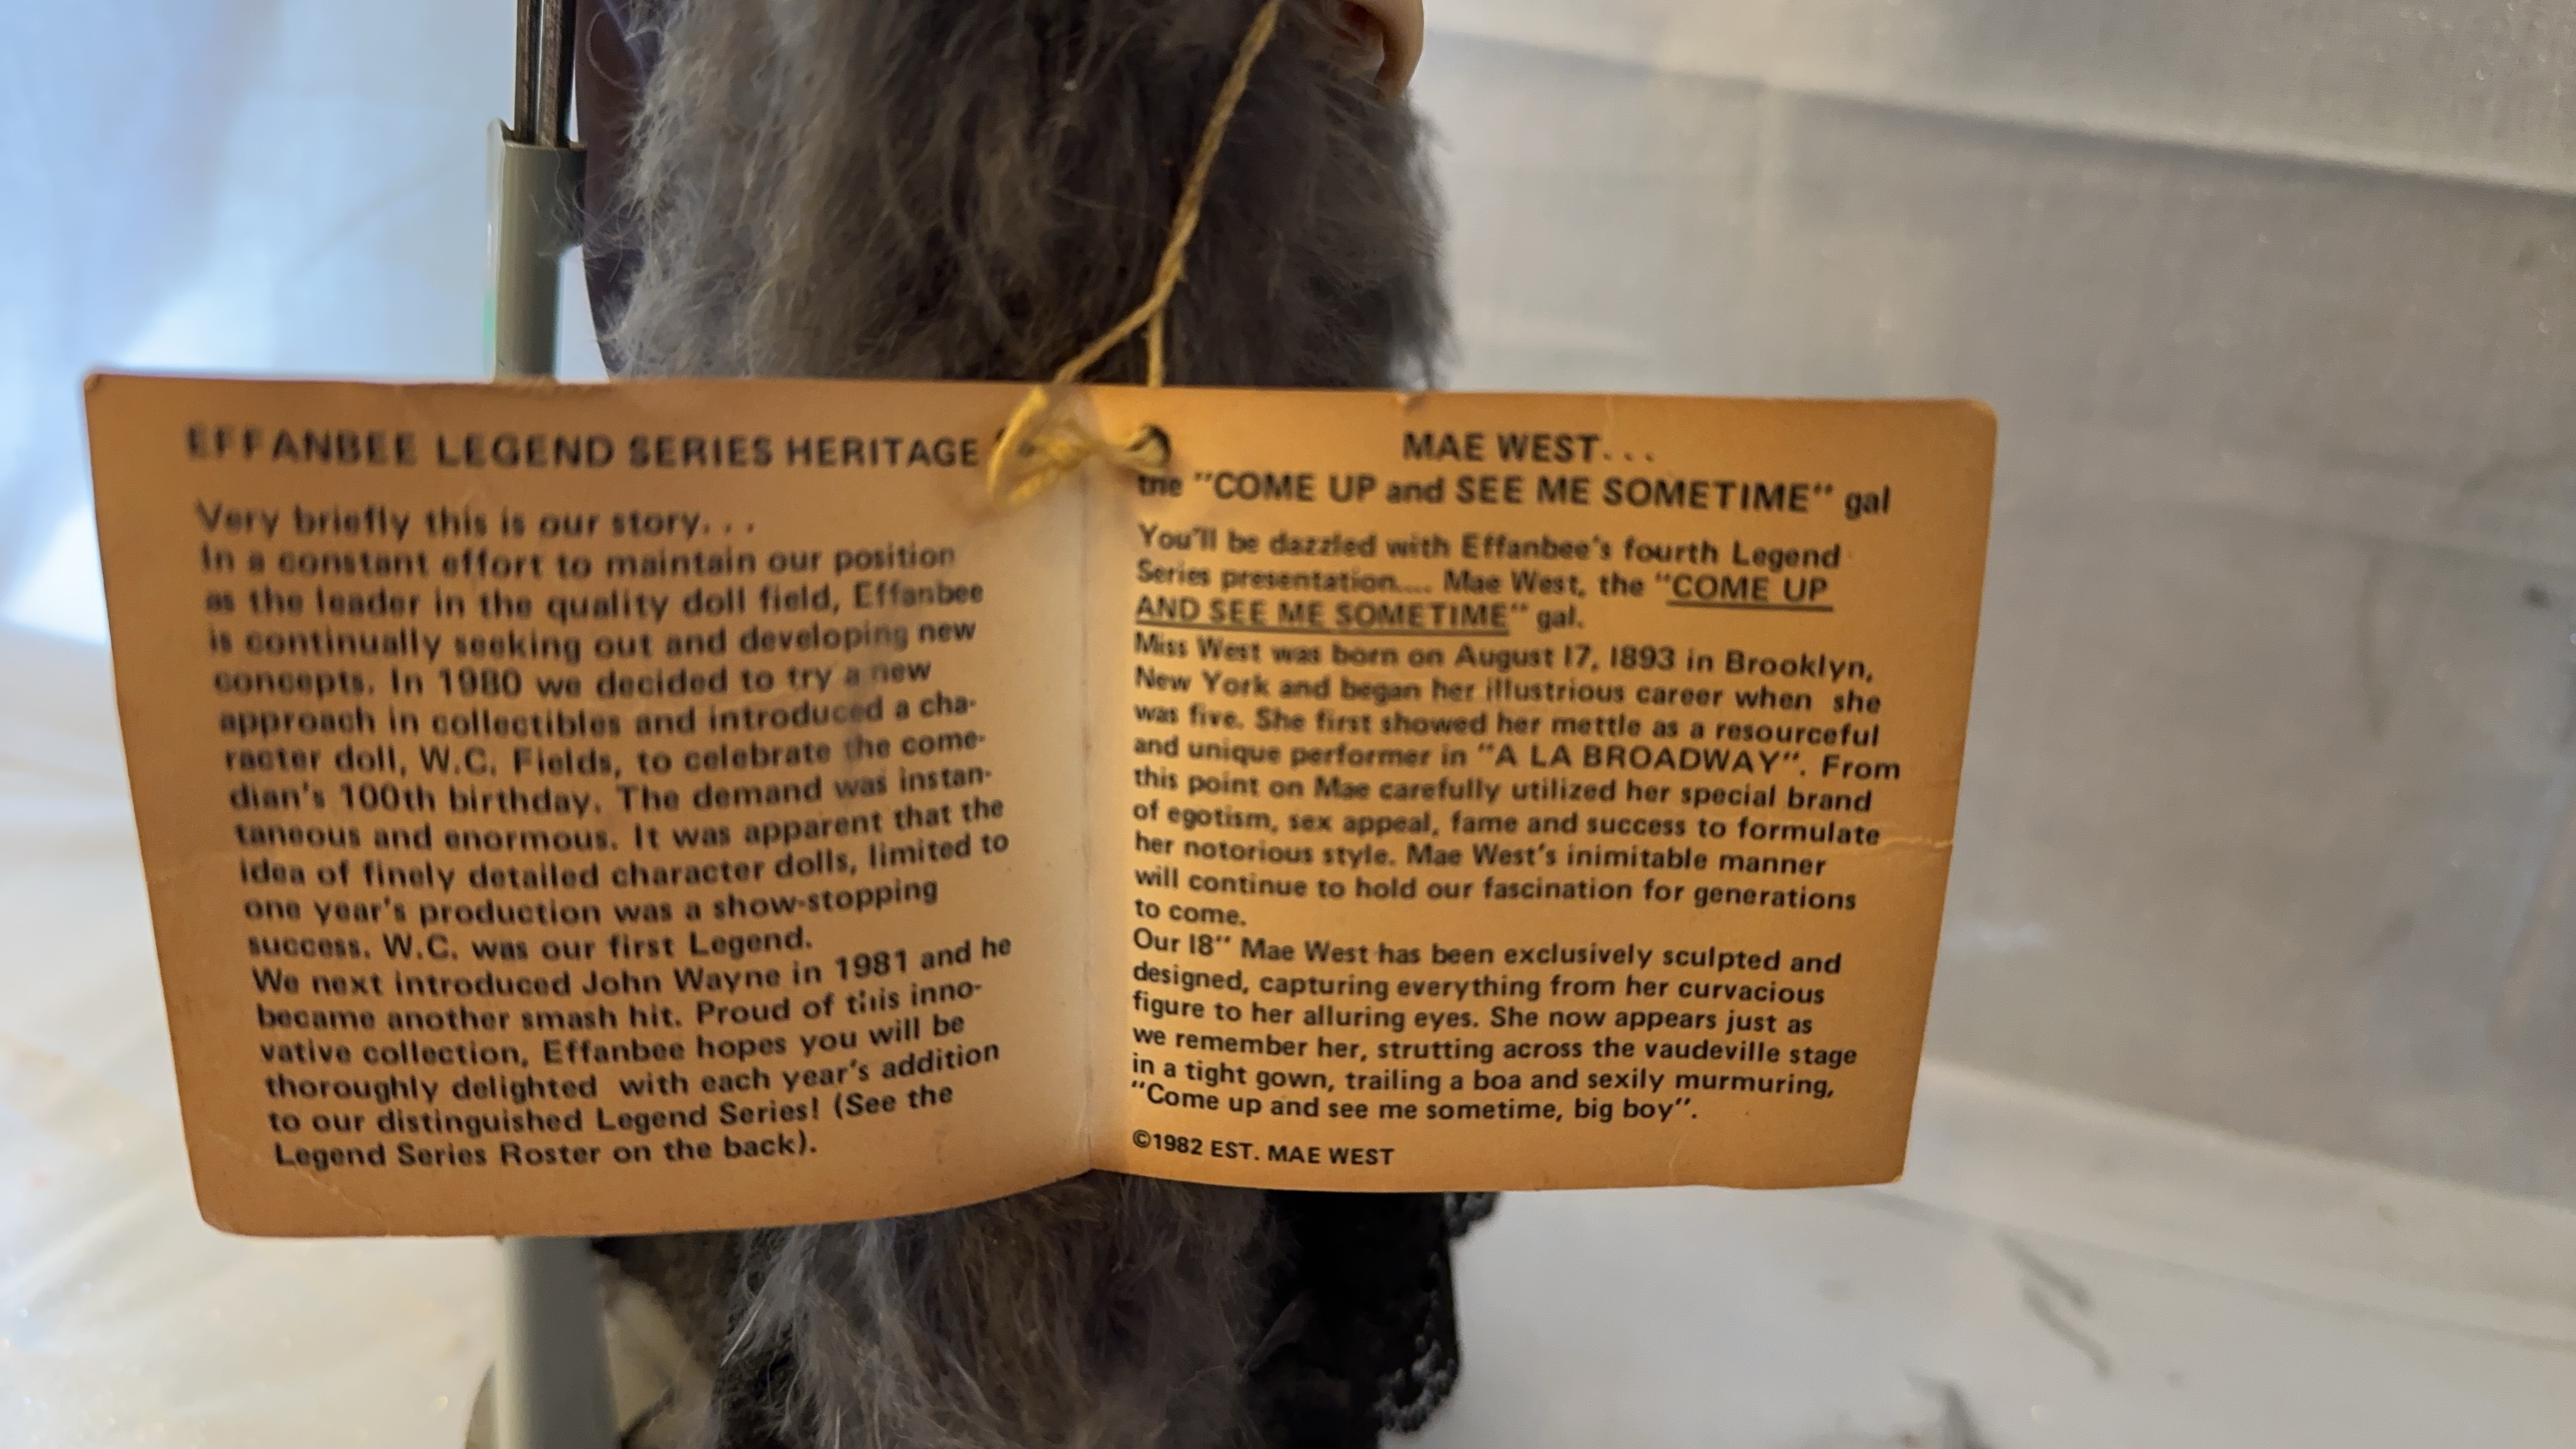 EFFANBEE LEGEND SERIES HERITAGE
Very briefly this is our story. . .
In a constant effort to maintain our position
as the leader in the quality doll field, Effanbee
is continually seeking out and developing new
concepts. In 1980 we decided to try a new
approach in collectibles and introduced a cha-
racter doll, W.C. Fields, to celebrate the come-
dian's 100th birthday. The demand was instan-
taneous and enormous. It was apparent that the
idea of finely detailed character dolls, limited to
one year's production was a show-stopping
success. W.C. was our first Legend.
We next introduced John Wayne in 1981 and he
became another smash hit. Proud of this inno-
vative collection, Effanbee hopes you will be
thoroughly delighted with each year's addition
to our distinguished Legend Series! (See the
Legend Series Roster on the back).
MAE WEST. . .
the "COME UP and SEE ME SOMETIME" gal
You'll be dazzled with Effanbee's fourth Legend
Series presentation.... Mae West, the "COME UP
AND SEE ME SOMETIME" gal.
Miss West was born on August 17, 1893 in Brooklyn,
New York and began her illustrious career when she
was five. She first showed her mettle as a resourceful
and unique performer in "A LA BROADWAY". From
this point on Mae carefully utilized her special brand
of egotism, sex appeal, fame and success to formulate
her notorious style. Mae West's inimitable manner
will continue to hold our fascination for generations
to come.
Our 18" Mae West has been exclusively sculpted and
designed, capturing everything from her curvacious
figure to her alluring eyes. She now appears just as
we remember her, strutting across the vaudeville stage
in a tight gown, trailing a boa and sexily murmuring,
"Come up and see me sometime, big boy".
©1982 EST. MAE WEST